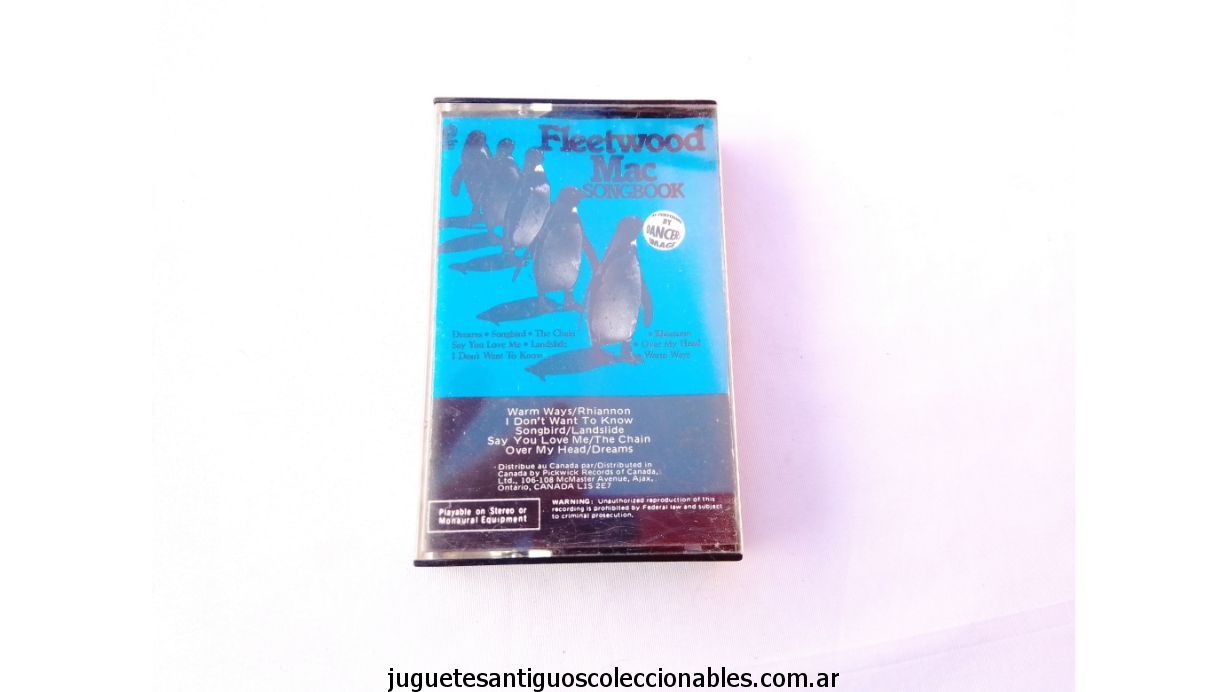 Fleetwood
Mac
SONGBOOK
BY
DANCER
Dreams • Songbird • The Chain
Say You Love Me • Landslide
I Don't Want To Know
• Rhiannon
• Over My Head
• Warm Ways
Warm Ways/Rhiannon
I Don't Want To Know
Songbird/Landslide
Say You Love Me/The Chain
Over My Head/Dreams
Distribue au Canada par/Distributed in
Canada by Pickwick Records of Canada,
Ltd., 106-108 McMaster Avenue, Ajax,
Ontario, CANADA L1S 2E7
Playable on Stereo or
Monaural Equipment
WARNING: Unauthorized reproduction of this
recording is prohibited by Federal law and subject
to criminal prosecution.
juguetesantiguoscoleccionables.com.ar